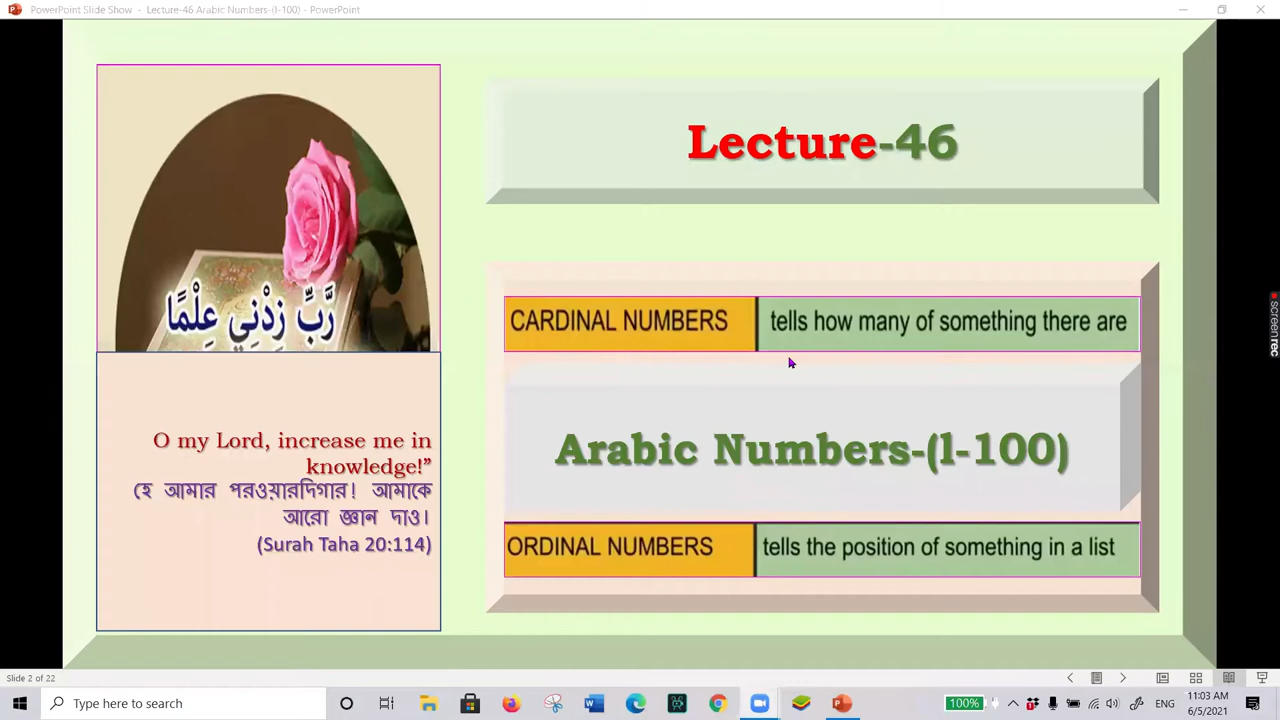 PowerPoint Slide Show - Lecture-46 Arabic Numbers-(l-100) - PowerPoint
Lecture-46
رَّبِّ زِدْنِي عِلْمًا
CARDINAL NUMBERS tells how many of something there are
Arabic Numbers-(l-100)
O my Lord, increase me in
knowledge!”
হে আমার পরওয়ারদিগার! আমাকে
আরো জ্ঞান দাও।
(Surah Taha 20:114)
ORDINAL NUMBERS tells the position of something in a list
screenrec
Slide 2 of 22
Type here to search
100%
ENG
11:03 AM
6/5/2021